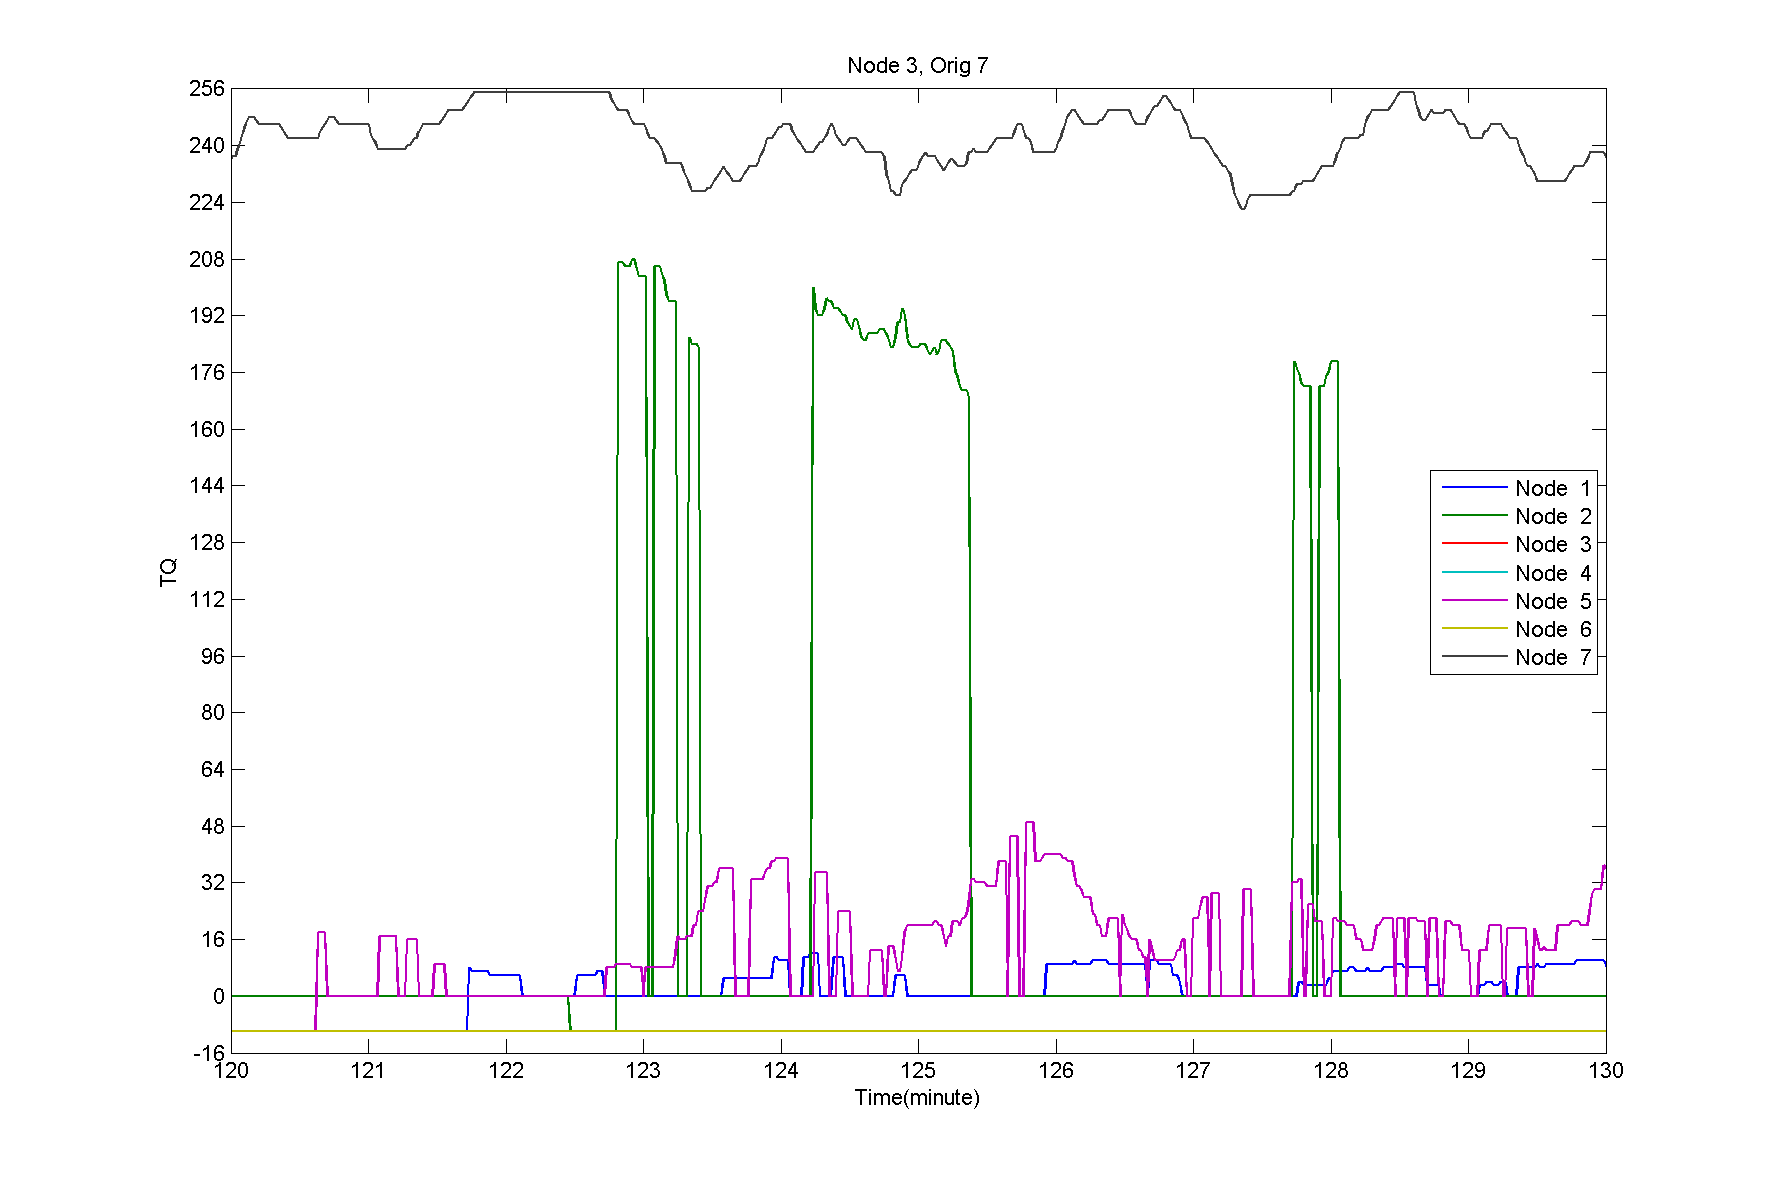 Node 3, Orig 7
256
240
224
208
192
176
160
144
128
112
96
80
64
48
32
16
0
-16
TQ
Node 1
Node 2
Node 3
Node 4
Node 5
Node 6
Node 7
120 121 122 123 124 125 126 127 128 129 130
Time(minute)